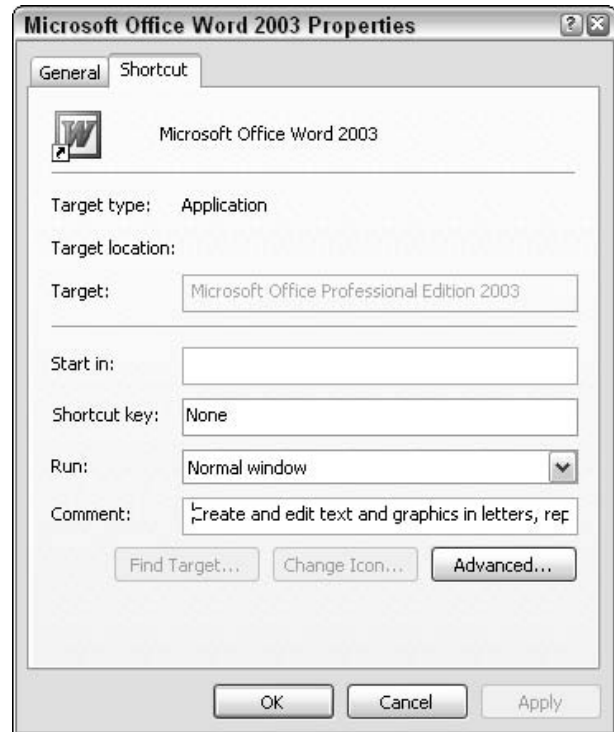 Microsoft Office Word 2003 Properties
General Shortcut
W
Microsoft Office Word 2003
Target type: Application
Target location:
Target: Microsoft Office Professional Edition 2003
Start in:
Shortcut key: None
Run: Normal window
Comment: Create and edit text and graphics in letters, rep
Find Target... Change Icon... Advanced...
OK Cancel Apply